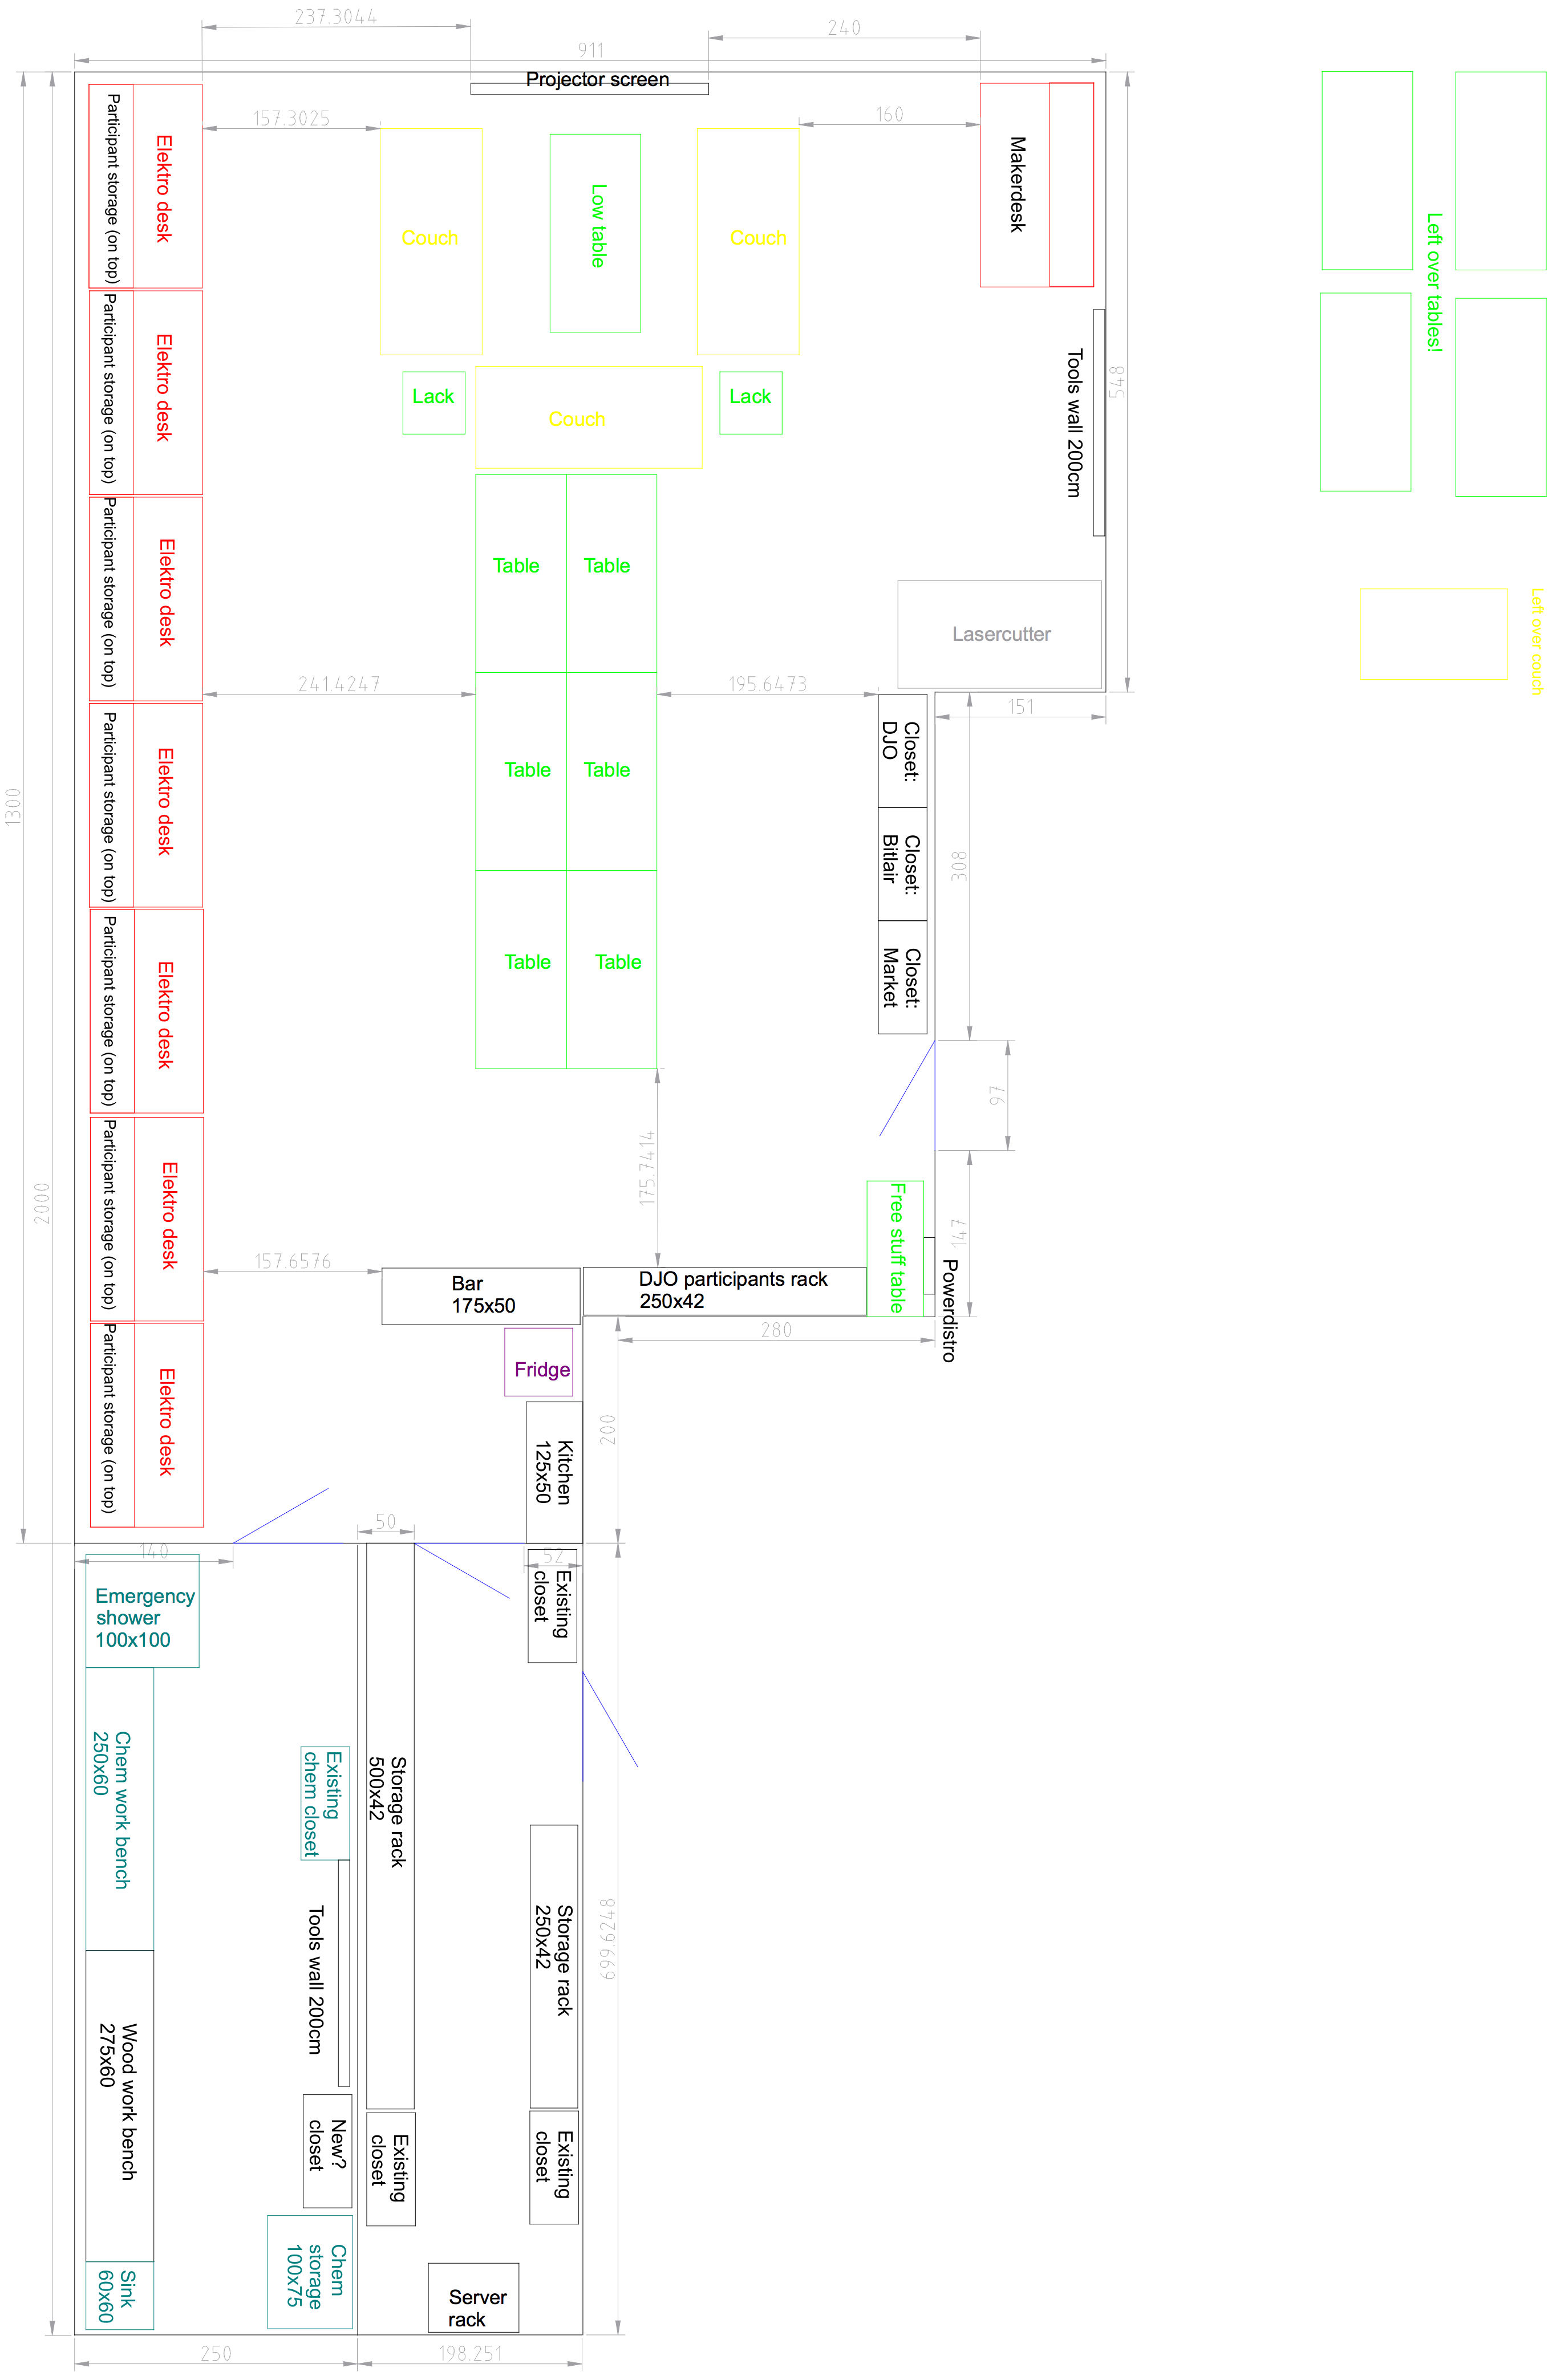 237.3044
240
911
Projector screen
157.3025
160
Participant storage (on top)
Elektro desk
Couch
Low table
Couch
Makerdesk
Left over tables!
Participant storage (on top)
Elektro desk
Lack
Couch
Lack
Tools wall 200cm
548
Participant storage (on top)
Elektro desk
Table
Table
Lasercutter
Left over couch
241.4247
195.6473
151
Participant storage (on top)
Elektro desk
Table
Table
Closet:
DJO
1300
Closet:
Bitlair
308
Participant storage (on top)
Elektro desk
Table
Table
Closet:
Market
97
2000
Participant storage (on top)
Elektro desk
175.7414
Free stuff table
147
157.6576
Bar
175x50
DJO participants rack
250x42
Powerdistro
280
Participant storage (on top)
Elektro desk
Fridge
200
Kitchen
125x50
50
140
52
Emergency
shower
100x100
Existing
closet
Chem work bench
250x60
Existing
chem closet
Storage rack
500x42
Tools wall 200cm
Storage rack
250x42
699.6248
Wood work bench
275x60
New?
closet
Existing
closet
Existing
closet
Sink
60x60
Chem
storage
100x75
Server
rack
250
198.251